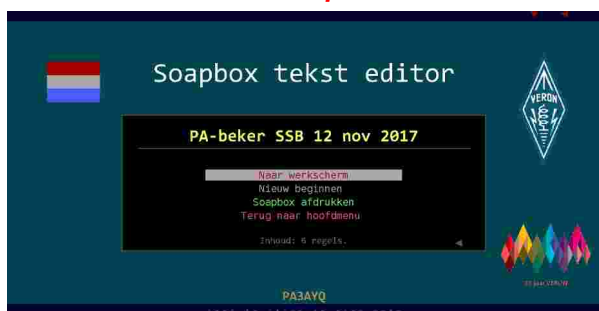 Soapbox tekst editor
VERON
PA-beker SSB 12 nov 2017
Naar werkscherm
Nieuw beginnen
Soapbox afdrukken
Terug naar hoofdmenu
Inhoud: 6 regels.
PA3AYQ